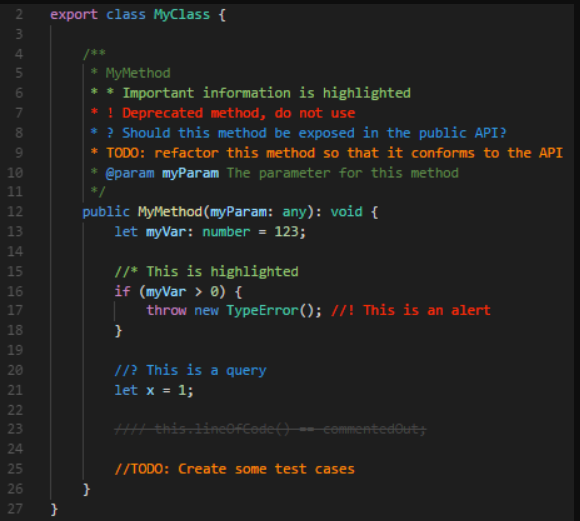 2 export class MyClass {
3
4 /**
5 * MyMethod
6 * * Important information is highlighted
7 * ! Deprecated method, do not use
8 * ? Should this method be exposed in the public API?
9 * TODO: refactor this method so that it conforms to the API
10 * @param myParam The parameter for this method
11 */
12 public MyMethod(myParam: any): void {
13 let myVar: number = 123;
14
15 //* This is highlighted
16 if (myVar > 0) {
17 throw new TypeError(); //! This is an alert
18 }
19
20 //? This is a query
21 let x = 1;
22
23 //// this.lineOfCode() == commentedOut;
24
25 //TODO: Create some test cases
26 }
27 }